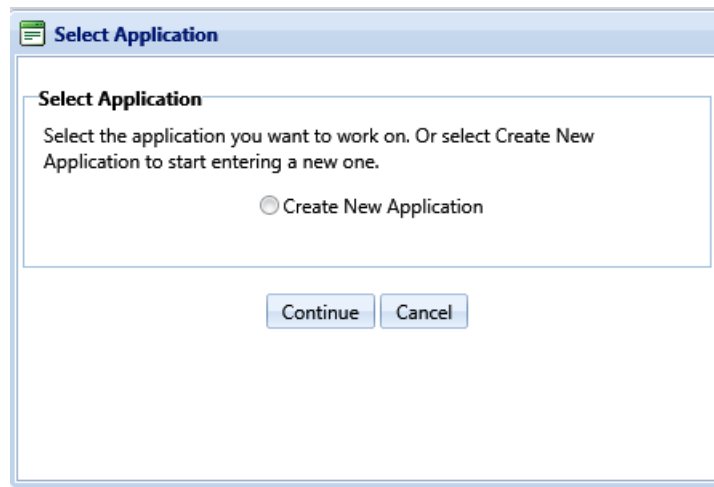 Select Application
Select Application
Select the application you want to work on. Or select Create New
Application to start entering a new one.
Create New Application
Continue Cancel